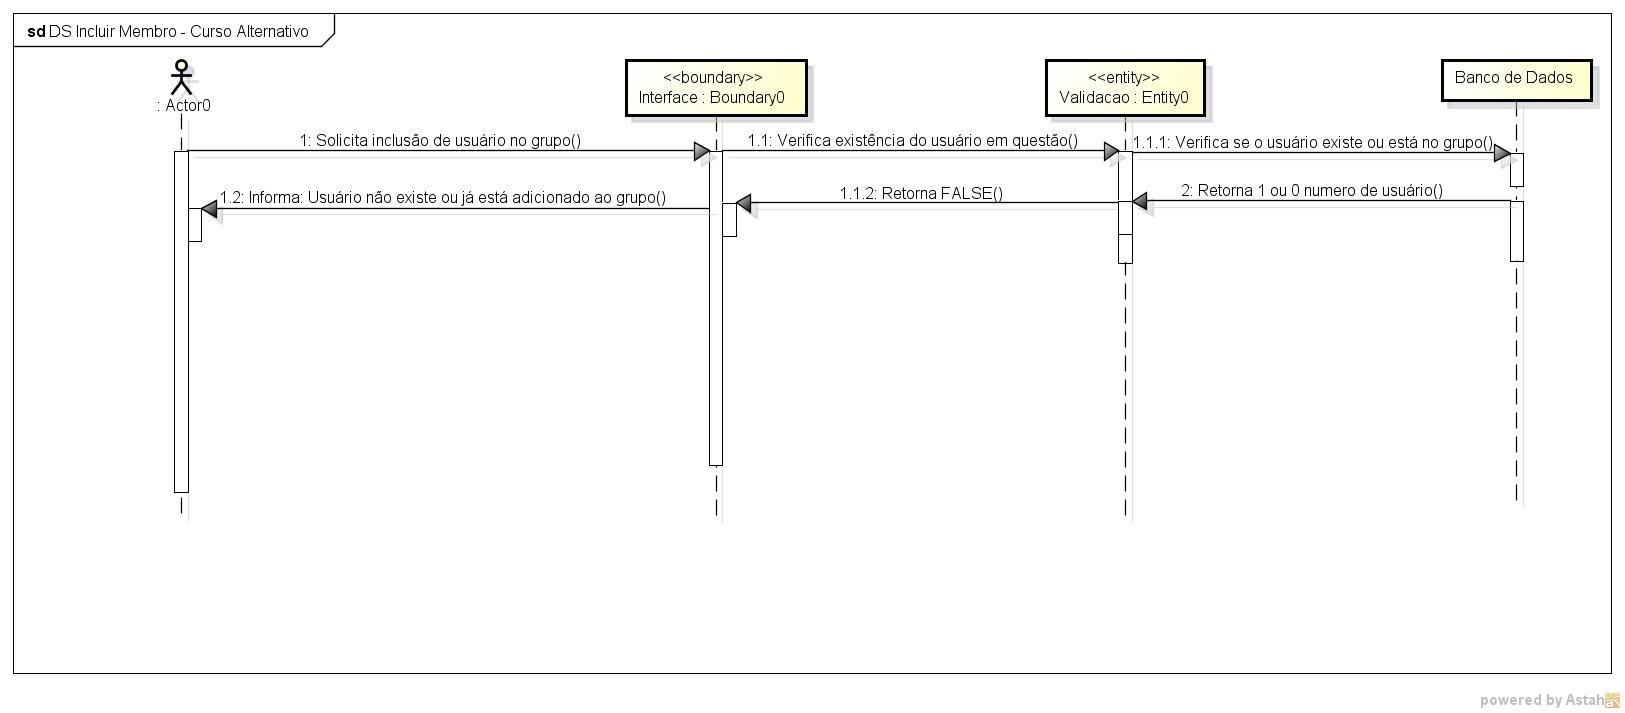 sd DS Incluir Membro - Curso Alternativo
: Actor0
<<boundary>>
Interface : Boundary0
<<entity>>
Validacao : Entity0
Banco de Dados
1: Solicita inclusão de usuário no grupo()
1.1: Verifica existência do usuário em questão()
1.1.1: Verifica se o usuário existe ou está no grupo()
1.2: Informa: Usuário não existe ou já está adicionado ao grupo()
1.1.2: Retorna FALSE()
2: Retorna 1 ou 0 numero de usuário()
powered by Astah